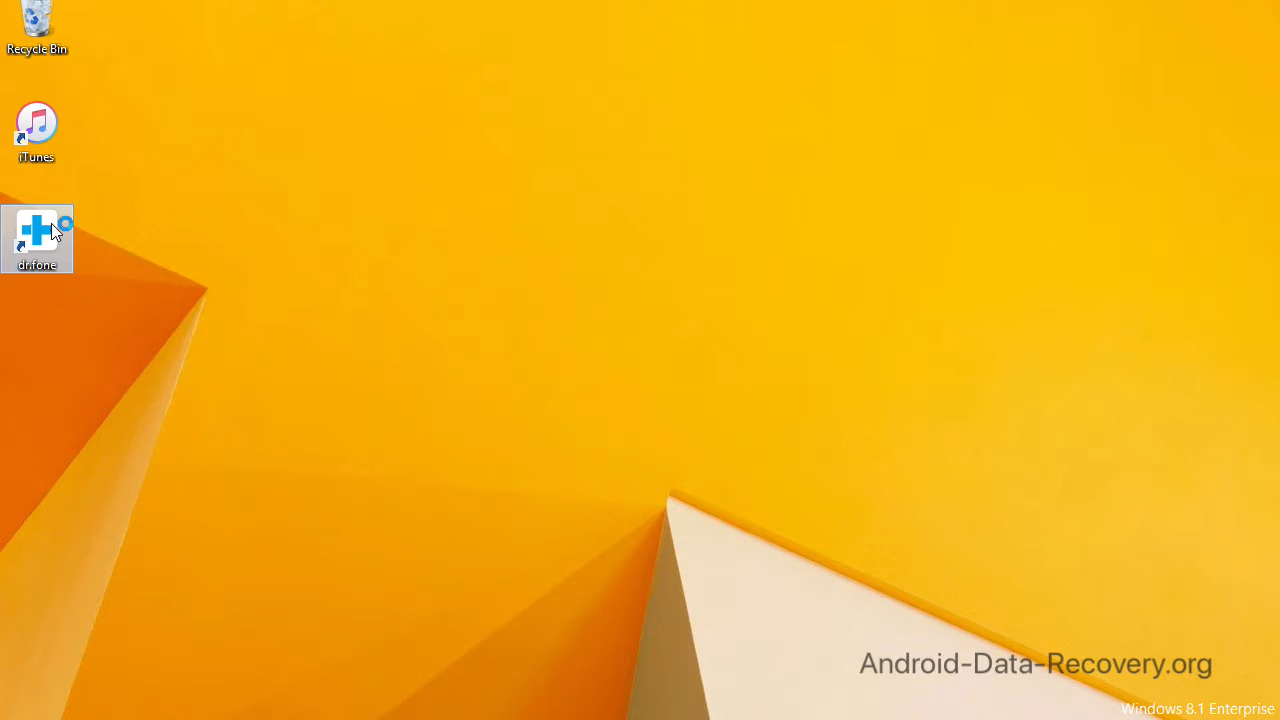 Recycle Bin
iTunes
dr.fone
Android-Data-Recovery.org
Windows 8.1 Enterprise